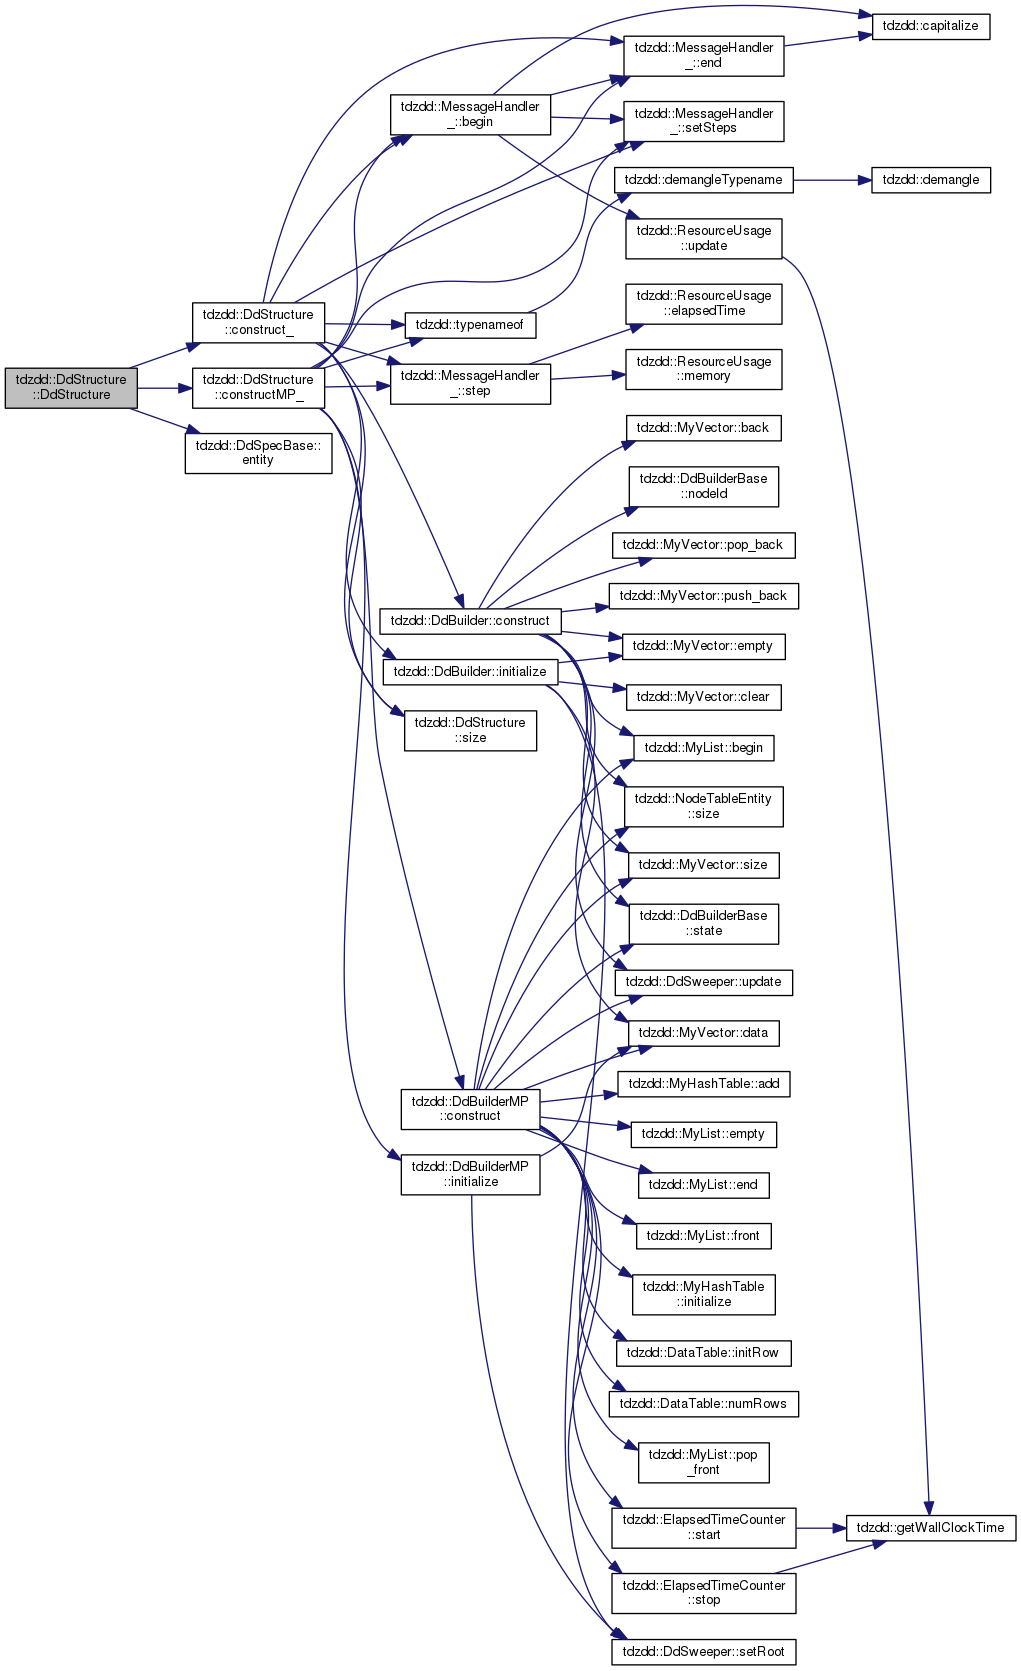 tdzdd::DdStructure
::DdStructure
tdzdd::DdStructure
::construct_
tdzdd::DdStructure
::constructMP_
tdzdd::DdSpecBase::
entity
tdzdd::MessageHandler
_::begin
tdzdd::typenameof
tdzdd::MessageHandler
_::step
tdzdd::DdBuilder::construct
tdzdd::DdBuilder::initialize
tdzdd::DdStructure
::size
tdzdd::DdBuilderMP
::construct
tdzdd::DdBuilderMP
::initialize
tdzdd::MessageHandler
_::end
tdzdd::MessageHandler
_::setSteps
tdzdd::demangleTypename
tdzdd::ResourceUsage
::update
tdzdd::ResourceUsage
::elapsedTime
tdzdd::ResourceUsage
::memory
tdzdd::MyVector::back
tdzdd::DdBuilderBase
::nodeId
tdzdd::MyVector::pop_back
tdzdd::MyVector::push_back
tdzdd::MyVector::empty
tdzdd::MyVector::clear
tdzdd::MyList::begin
tdzdd::NodeTableEntity
::size
tdzdd::MyVector::size
tdzdd::DdBuilderBase
::state
tdzdd::DdSweeper::update
tdzdd::MyVector::data
tdzdd::MyHashTable::add
tdzdd::MyList::empty
tdzdd::MyList::end
tdzdd::MyList::front
tdzdd::MyHashTable
::initialize
tdzdd::DataTable::initRow
tdzdd::DataTable::numRows
tdzdd::MyList::pop
_front
tdzdd::ElapsedTimeCounter
::start
tdzdd::ElapsedTimeCounter
::stop
tdzdd::DdSweeper::setRoot
tdzdd::capitalize
tdzdd::demangle
tdzdd::getWallClockTime